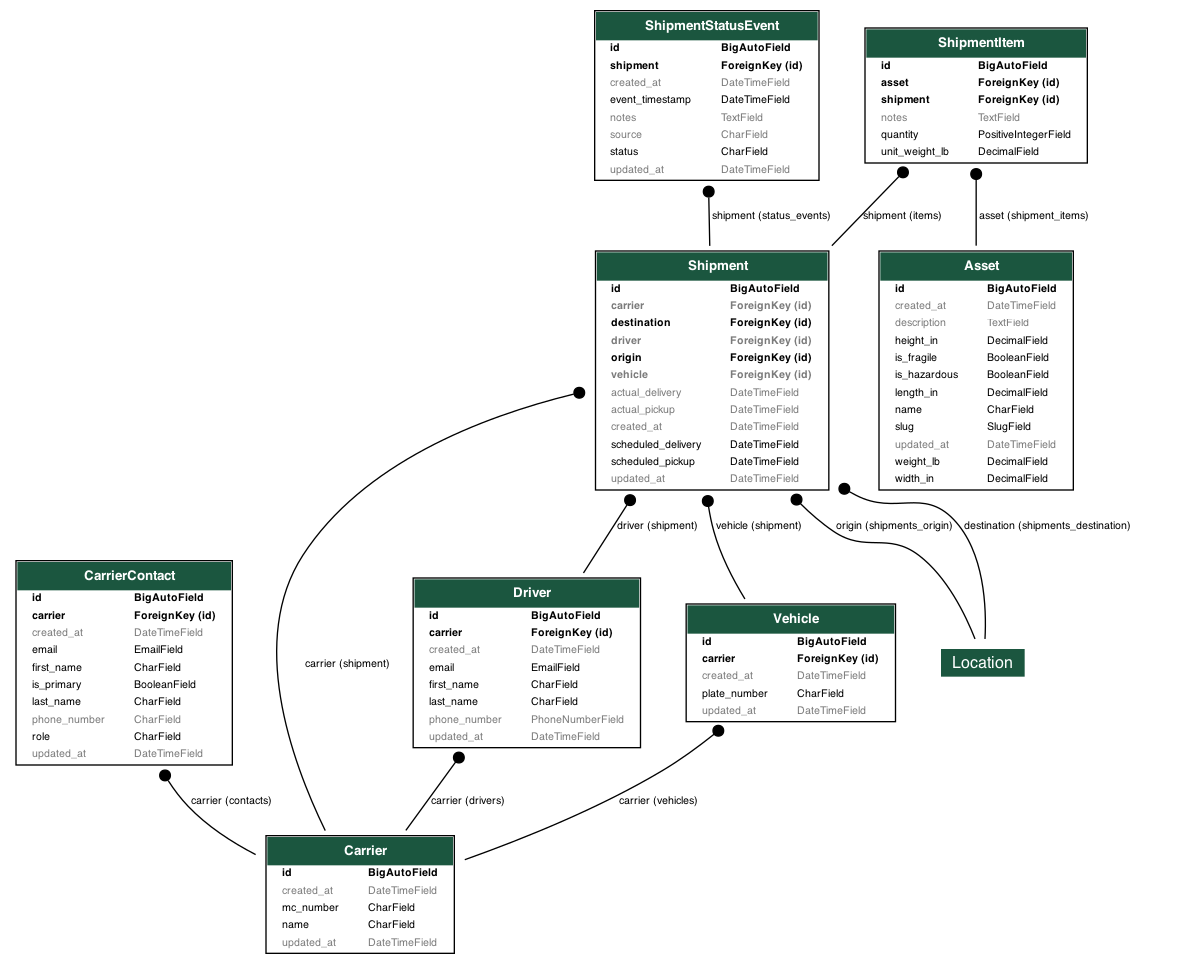 ShipmentStatusEvent
id BigAutoField
shipment ForeignKey (id)
created_at DateTimeField
event_timestamp DateTimeField
notes TextField
source CharField
status CharField
updated_at DateTimeField
ShipmentItem
id BigAutoField
asset ForeignKey (id)
shipment ForeignKey (id)
notes TextField
quantity PositiveIntegerField
unit_weight_lb DecimalField
shipment (status_events)
shipment (items)
asset (shipment_items)
Shipment
id BigAutoField
carrier ForeignKey (id)
destination ForeignKey (id)
driver ForeignKey (id)
origin ForeignKey (id)
vehicle ForeignKey (id)
actual_delivery DateTimeField
actual_pickup DateTimeField
created_at DateTimeField
scheduled_delivery DateTimeField
scheduled_pickup DateTimeField
updated_at DateTimeField
Asset
id BigAutoField
created_at DateTimeField
description TextField
height_in DecimalField
is_fragile BooleanField
is_hazardous BooleanField
length_in DecimalField
name CharField
slug SlugField
updated_at DateTimeField
weight_lb DecimalField
width_in DecimalField
driver (shipment)
vehicle (shipment)
origin (shipments_origin)
destination (shipments_destination)
CarrierContact
id BigAutoField
carrier ForeignKey (id)
created_at DateTimeField
email EmailField
first_name CharField
is_primary BooleanField
last_name CharField
phone_number CharField
role CharField
updated_at DateTimeField
carrier (shipment)
Driver
id BigAutoField
carrier ForeignKey (id)
created_at DateTimeField
email EmailField
first_name CharField
last_name CharField
phone_number PhoneNumberField
updated_at DateTimeField
Vehicle
id BigAutoField
carrier ForeignKey (id)
created_at DateTimeField
plate_number CharField
updated_at DateTimeField
Location
carrier (contacts)
carrier (drivers)
carrier (vehicles)
Carrier
id BigAutoField
created_at DateTimeField
mc_number CharField
name CharField
updated_at DateTimeField